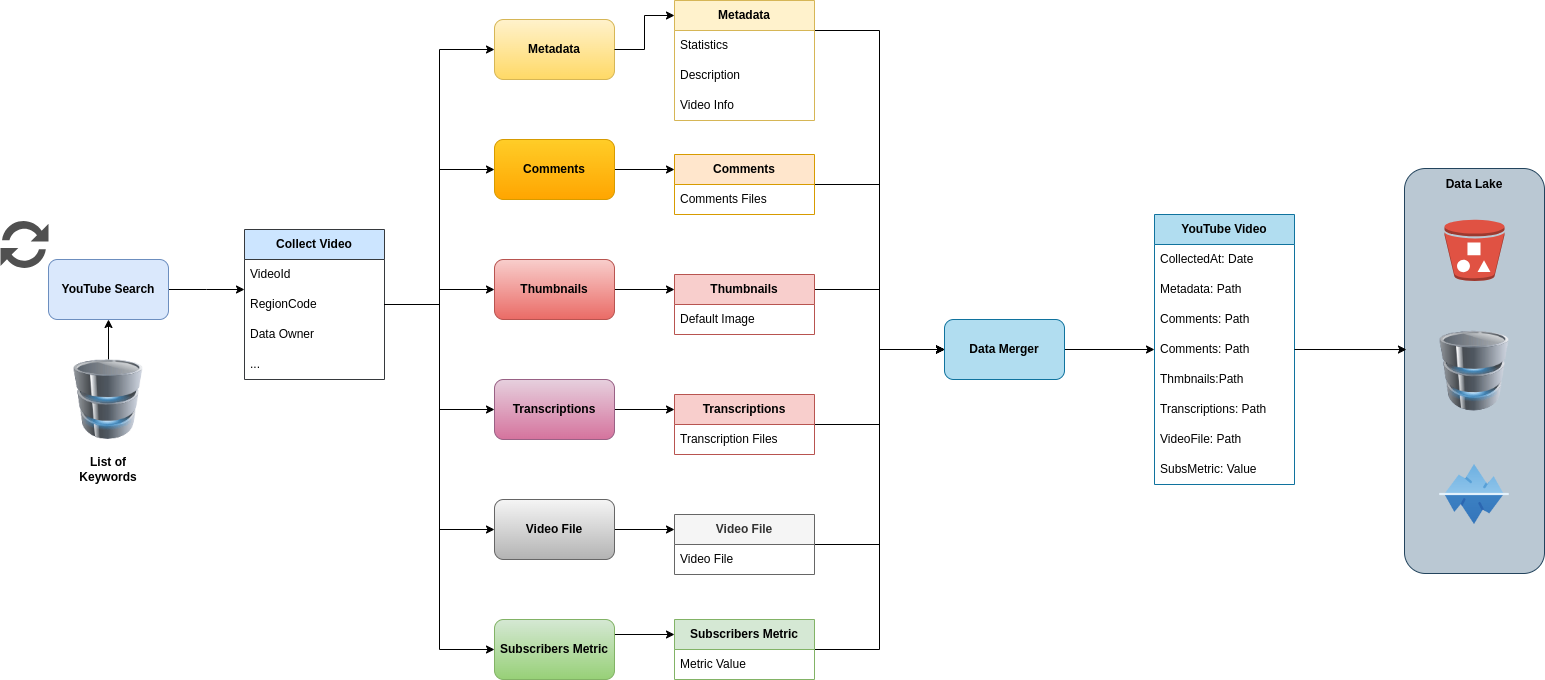 YouTube Search
List of
Keywords
Collect Video
VideoId
RegionCode
Data Owner
...
Metadata
Comments
Thumbnails
Transcriptions
Video File
Subscribers Metric
Metadata
Statistics
Description
Video Info
Comments
Comments Files
Thumbnails
Default Image
Transcriptions
Transcription Files
Video File
Video File
Subscribers Metric
Metric Value
Data Merger
YouTube Video
CollectedAt: Date
Metadata: Path
Comments: Path
Comments: Path
Thmbnails:Path
Transcriptions: Path
VideoFile: Path
SubsMetric: Value
Data Lake